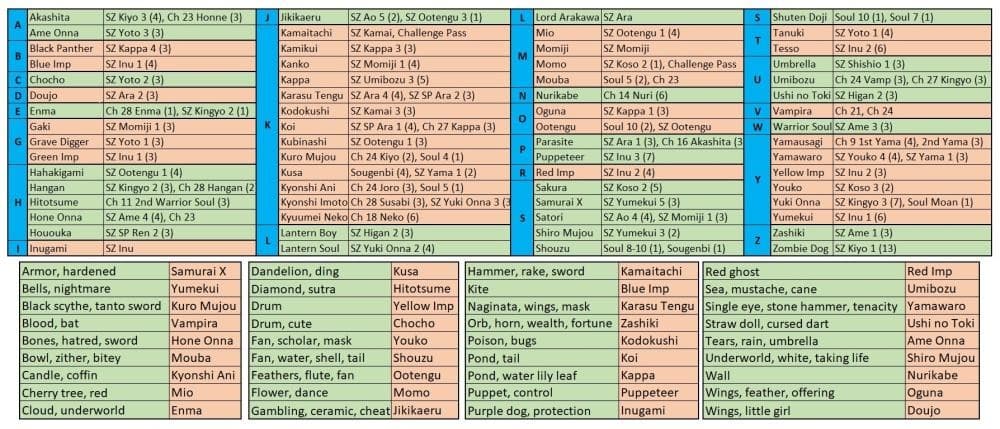 A Akashita SZ Kiyo 3 (4), Ch 23 Honne (3)
Ame Onna SZ Yoto 3 (3)
B Black Panther SZ Kappa 4 (3)
Blue Imp SZ Inu 1 (4)
C Chocho SZ Yoto 2 (3)
D Doujo SZ Ara 2 (3)
E Enma Ch 28 Enma (1), SZ Kingyo 2 (1)
G Gaki SZ Momiji 1 (3)
Grave Digger SZ Yoto 1 (3)
Green Imp SZ Yoto 1 (3)
H Hahakigami SZ Ootengu 1 (4)
Hangan SZ Kingyo 2 (3), Ch 28 Hangan (2
Hitotsume Ch 11 2nd Warrior Soul (3)
Hone Onna SZ Ame 4 (4), Ch 23
Hououka SZ SP Ren 2 (3)
I Inugami SZ Inu
J Jikikaeru SZ Ao 5 (2), SZ Ootengu 3 (1)
K Kamaitachi SZ Kamai, Challenge Pass
Kamikui SZ Kappa 3 (3)
Kanko SZ Momiji 1 (4)
Kappa SZ Umibozu 3 (5)
Karasu Tengu SZ Ara 4 (4), SZ SP Ara 2 (3)
Kodokushi SZ Kamai 3 (3)
Koi SZ SP Ara 1 (4), Ch 27 Kappa (3)
Kubinashi SZ Ootengu 1 (3)
Kuro Mujou Ch 24 Kiyo (2), Soul 4 (1)
Kusa Sougenbi (4), SZ Yama 1 (2)
Kyonshi Ani Ch 24 Joro (3), Soul 5 (1)
Kyonshi Imoto Ch 28 Susabi (3), SZ Yuki Onna 3 (3
Kyuumei Neko Ch 18 Neko (6)
L Lantern Boy SZ Higan 2 (3)
Lantern Soul SZ Yuki Onna 2 (4)
L Lord Arakawa SZ Ara
M Mio SZ Ootengu 1 (4)
Momiji SZ Momiji
Momo SZ Koso 2 (1), Challenge Pass
Mouba Soul 5 (2), Ch 23
N Nurikabe Ch 14 Nuri (6)
O Oguna SZ Kappa 1 (3)
Ootengu Soul 10 (2), SZ Ootengu
P Parasite SZ Ara 1 (3), Ch 16 Akashita (3
Puppeteer SZ Inu 3 (7)
R Red Imp SZ Inu 2 (4)
S Sakura SZ Koso 2 (5)
Samurai X SZ Yumekui 5 (3)
Satori SZ Ao 4 (4), SZ Momiji 1 (3)
Shiro Mujou SZ Yumekui 3 (2)
Shouzu Soul 8-10 (1), Sougenbi (1)
S Shuten Doji Soul 10 (1), Soul 7 (1)
T Tanuki SZ Yoto 1 (4)
Tesso SZ Inu 2 (6)
U Umbrella SZ Shishio 1 (3)
Umibozu Ch 24 Vamp (3), Ch 27 Kingyo (3)
Ushi no Toki SZ Higan 2 (3)
V Vampira Ch 21, Ch 24
W Warrior Soul SZ Ame 3 (3)
Y Yamausagi Ch 9 1st Yama (4), 2nd Yama (3)
Yamawaro SZ Youko 4 (4), SZ Yama 1 (3)
Yellow Imp SZ Inu 2 (3)
Youko SZ Koso 3 (2)
Yuki Onna SZ Kingyo 3 (7), Soul Moan (1)
Yumekui SZ Inu 1 (6)
Z Zashiki SZ Ame 1 (3)
Zombie Dog SZ Kiyo 1 (13)
Armor, hardened Samurai X
Bells, nightmare Yumekui
Black scythe, tanto sword Kuro Mujou
Blood, bat Vampira
Bones, hatred, sword Hone Onna
Bowl, zither, bitey Mouba
Candle, coffin Kyonshi Ani
Cherry tree, red Mio
Cloud, underworld Enma
Dandelion, ding Kusa
Diamond, sutra Hitotsume
Drum Yellow Imp
Drum, cute Chocho
Fan, scholar, mask Youko
Fan, water, shell, tail Shouzu
Feathers, flute, fan Ootengu
Flower, dance Momo
Gambling, ceramic, cheat Jikikaeru
Hammer, rake, sword Kamaitachi
Kite Blue Imp
Naginata, wings, mask Karasu Tengu
Orb, horn, wealth, fortune Zashiki
Poison, bugs Kodokushi
Pond, tail Koi
Pond, water lily leaf Kappa
Puppet, control Puppeteer
Purple dog, protection Inugami
Red ghost Red Imp
Sea, mustache, cane Umibozu
Single eye, stone hammer, tenacity Yamawaro
Straw doll, cursed dart Ushi no Toki
Tears, rain, umbrella Ame Onna
Underworld, white, taking life Shiro Mujou
Wall Nurikabe
Wings, feather, offering Oguna
Wings, little girl Doujo